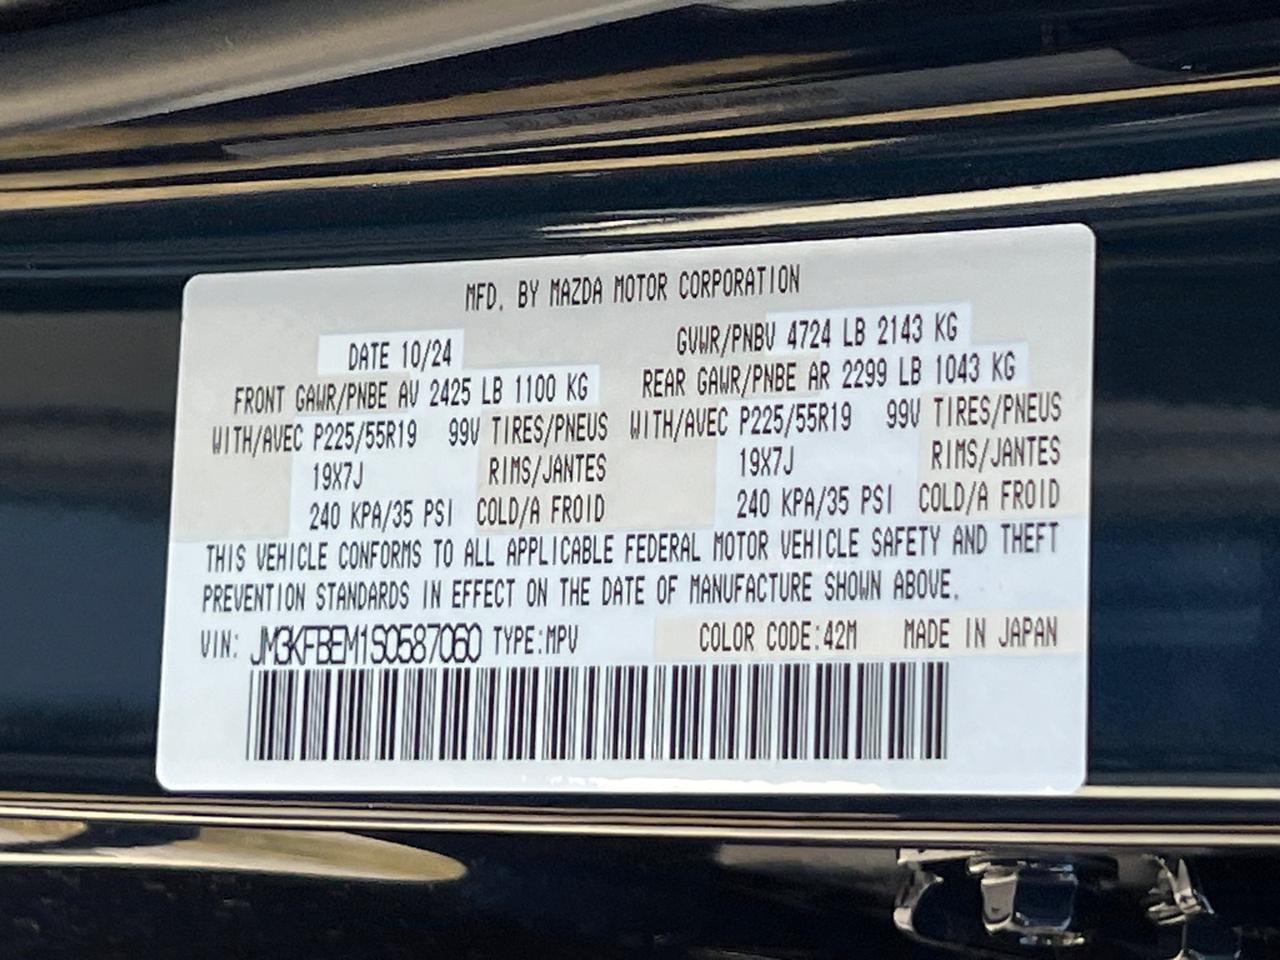 MFD. BY MAZDA MOTOR CORPORATION
DATE 10/24 GVWR/PNBV 4724 LB 2143 KG
FRONT GAWR/PNBE AV 2425 LB 1100 KG REAR GAWR/PNBE AR 2299 LB 1043 KG
WITH/AVEC P225/55R19 99V TIRES/PNEUS WITH/AVEC P225/55R19 99V TIRES/PNEUS
19X7J RIMS/JANTES 19X7J RIMS/JANTES
240 KPA/35 PSI COLD/A FROID 240 KPA/35 PSI COLD/A FROID
THIS VEHICLE CONFORMS TO ALL APPLICABLE FEDERAL MOTOR VEHICLE SAFETY AND THEFT
PREVENTION STANDARDS IN EFFECT ON THE DATE OF MANUFACTURE SHOWN ABOVE.
VIN: JM3KFBEM1S0587060 TYPE:MPV COLOR CODE:42M MADE IN JAPAN